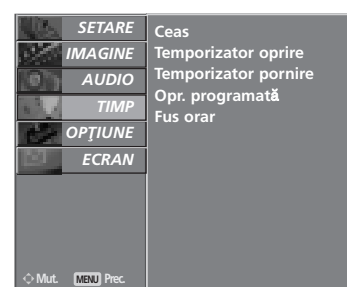 SETARE
IMAGINE
AUDIO
TIMP
OPŢIUNE
ECRAN
Ceas
Temporizator oprire
Temporizator pornire
Opr. programată
Fus orar
Mut. MENU Prec.